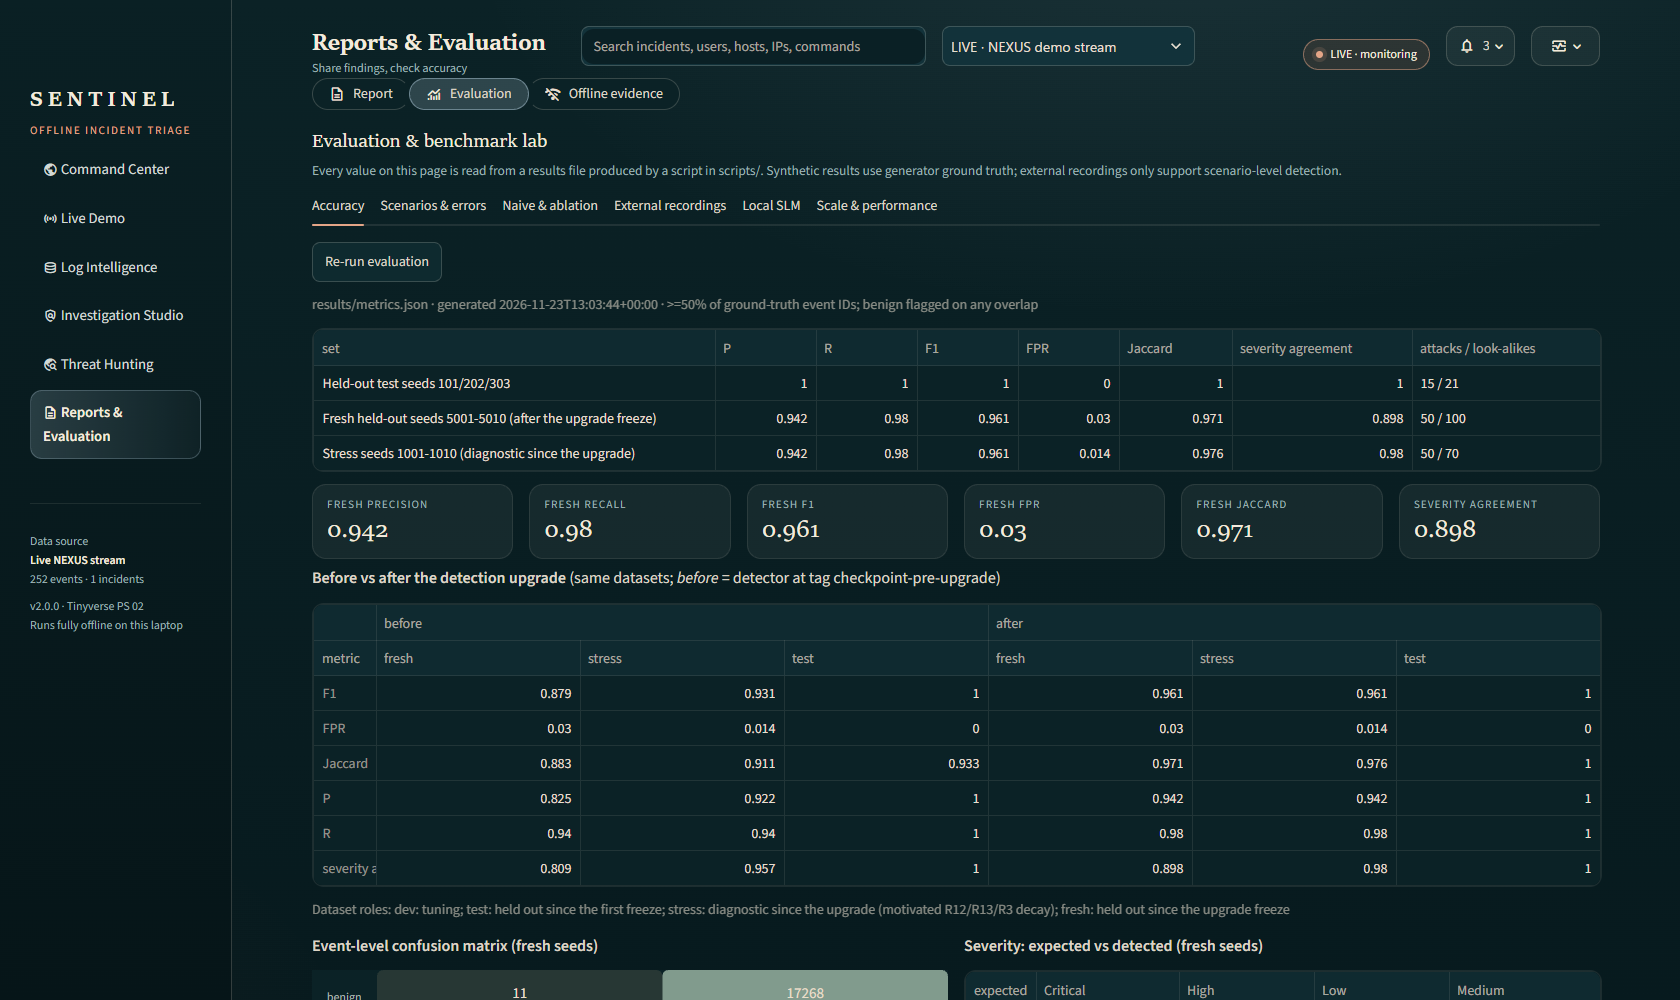 SENTINEL
OFFLINE INCIDENT TRIAGE
Command Center
Live Demo
Log Intelligence
Investigation Studio
Threat Hunting
Reports &
Evaluation
Data source
Live NEXUS stream
252 events · 1 incidents
v2.0.0 · Tinyverse PS 02
Runs fully offline on this laptop
Reports & Evaluation
Share findings, check accuracy
Search incidents, users, hosts, IPs, commands
LIVE · NEXUS demo stream
LIVE · monitoring
3
Report Evaluation Offline evidence
Evaluation & benchmark lab
Every value on this page is read from a results file produced by a script in scripts/. Synthetic results use generator ground truth; external recordings only support scenario-level detection.
Accuracy Scenarios & errors Naive & ablation External recordings Local SLM Scale & performance
Re-run evaluation
results/metrics.json · generated 2026-11-23T13:03:44+00:00 · >=50% of ground-truth event IDs; benign flagged on any overlap
set P R F1 FPR Jaccard severity agreement attacks / look-alikes
Held-out test seeds 101/202/303 1 1 1 0 1 1 15 / 21
Fresh held-out seeds 5001-5010 (after the upgrade freeze) 0.942 0.98 0.961 0.03 0.971 0.898 50 / 100
Stress seeds 1001-1010 (diagnostic since the upgrade) 0.942 0.98 0.961 0.014 0.976 0.98 50 / 70
FRESH PRECISION FRESH RECALL FRESH F1 FRESH FPR FRESH JACCARD SEVERITY AGREEMENT
0.942 0.98 0.961 0.03 0.971 0.898
Before vs after the detection upgrade (same datasets; before = detector at tag checkpoint-pre-upgrade)
before after
metric fresh stress test fresh stress test
F1 0.879 0.931 1 0.961 0.961 1
FPR 0.03 0.014 0 0.03 0.014 0
Jaccard 0.883 0.911 0.933 0.971 0.976 1
P 0.825 0.922 1 0.942 0.942 1
R 0.94 0.94 1 0.98 0.98 1
severity a 0.809 0.957 1 0.898 0.98 1
Dataset roles: dev: tuning; test: held out since the first freeze; stress: diagnostic since the upgrade (motivated R12/R13/R3 decay); fresh: held out since the upgrade freeze
Event-level confusion matrix (fresh seeds)
benign 11 17268
Severity: expected vs detected (fresh seeds)
expected Critical High Low Medium